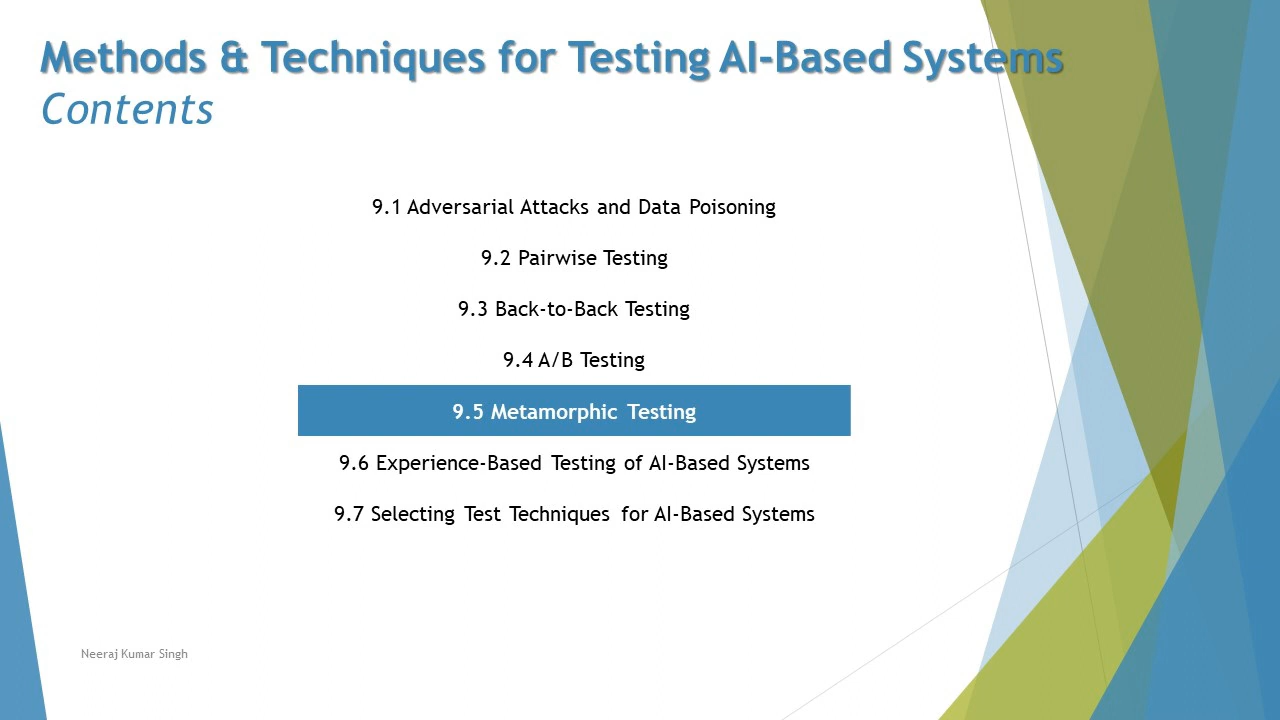 Methods & Techniques for Testing AI-Based Systems
Contents
9.1 Adversarial Attacks and Data Poisoning
9.2 Pairwise Testing
9.3 Back-to-Back Testing
9.4 A/B Testing
9.5 Metamorphic Testing
9.6 Experience-Based Testing of AI-Based Systems
9.7 Selecting Test Techniques for AI-Based Systems
Neeraj Kumar Singh